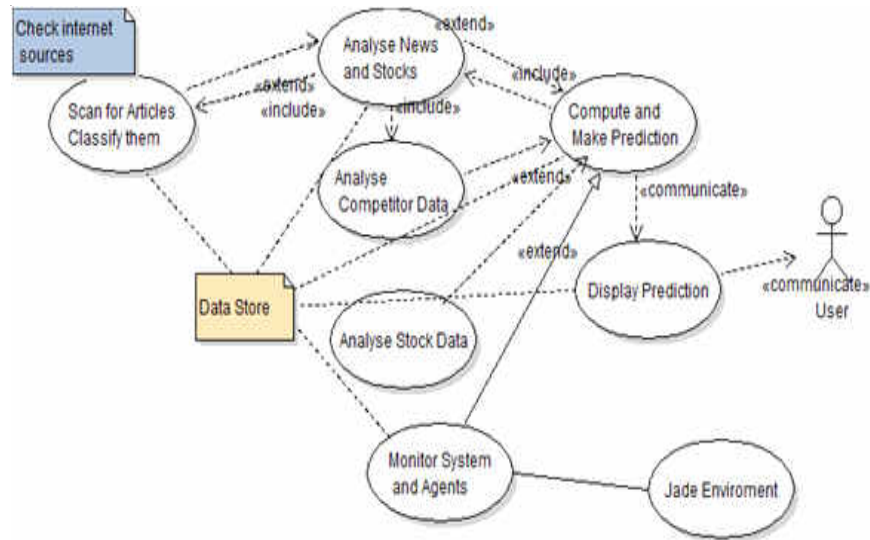 Check internet
sources
Analyse News
and Stocks
«extend»
«include»
«extend»
«include»
«include»
Scan for Articles
Classify them
Compute and
Make Prediction
Analyse
Competitor Data
«extend»
«communicate»
«extend»
Data Store
Display Prediction
«communicate»
User
Analyse Stock Data
Monitor System
and Agents
Jade Enviroment